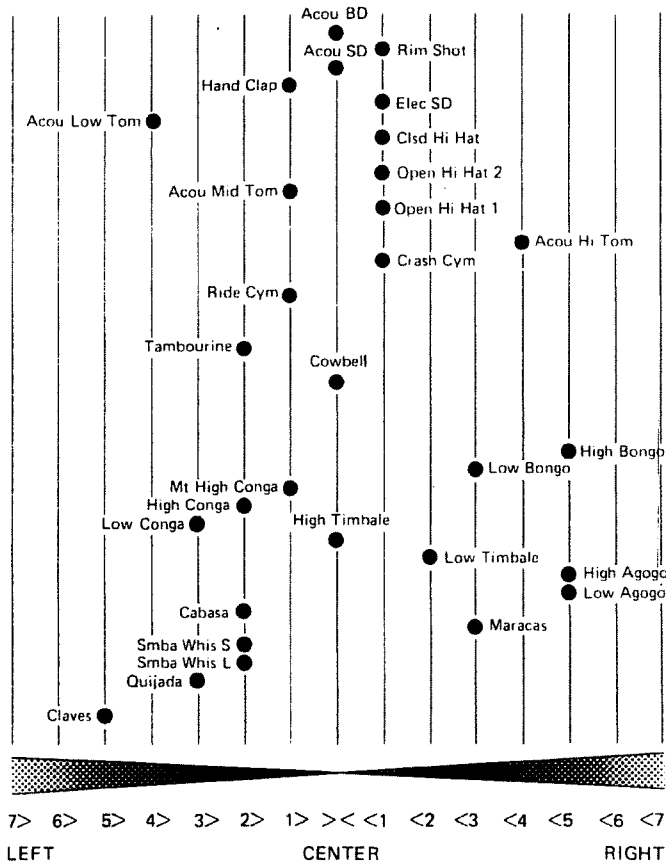 Acou BD
Acou SD
Rim Shot
Hand Clap
Elec SD
Acou Low Tom
Clsd Hi Hat
Open Hi Hat 2
Acou Mid Tom
Open Hi Hat 1
Acou Hi Tom
Crash Cym
Ride Cym
Tambourine
Cowbell
High Bongo
Low Bongo
Mt High Conga
High Conga
Low Conga
High Timbale
Low Timbale
High Agogo
Low Agogo
Cabasa
Maracas
Smba Whis S
Smba Whis L
Quijada
Claves
7> 6> 5> 4> 3> 2> 1> >< <1 <2 <3 <4 <5 <6 <7
LEFT CENTER RIGHT